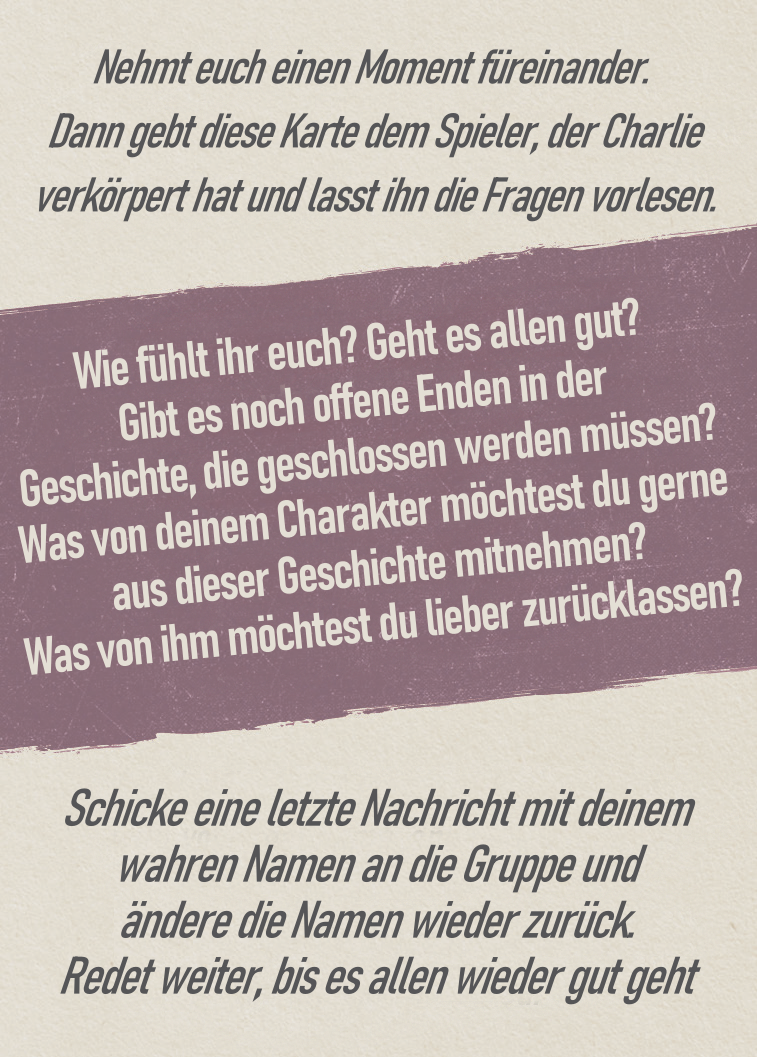 Nehmt euch einen Moment füreinander.
Dann gebt diese Karte dem Spieler, der Charlie
verkörpert hat und lasst ihn die Fragen vorlesen.
Wie fühlt ihr euch? Geht es allen gut?
Gibt es noch offene Enden in der
Geschichte, die geschlossen werden müssen?
Was von deinem Charakter möchtest du gerne
aus dieser Geschichte mitnehmen?
Was von ihm möchtest du lieber zurücklassen?
Schicke eine letzte Nachricht mit deinem
wahren Namen an die Gruppe und
ändere die Namen wieder zurück.
Redet weiter, bis es allen wieder gut geht